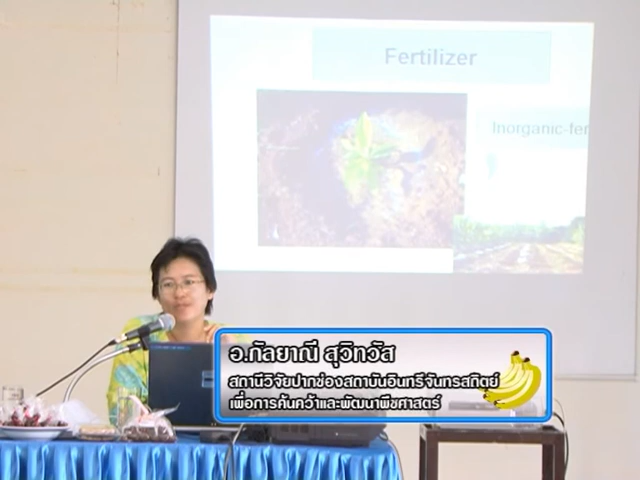 Fertilizer
Inorganic-fer
อ.กัลยาณี สุวิทวัส
สถานีวิจัยปากช่องสถาบันอินทรีจันทรสถิตย์
เพื่อการค้นคว้าและพัฒนาพืชศาสตร์